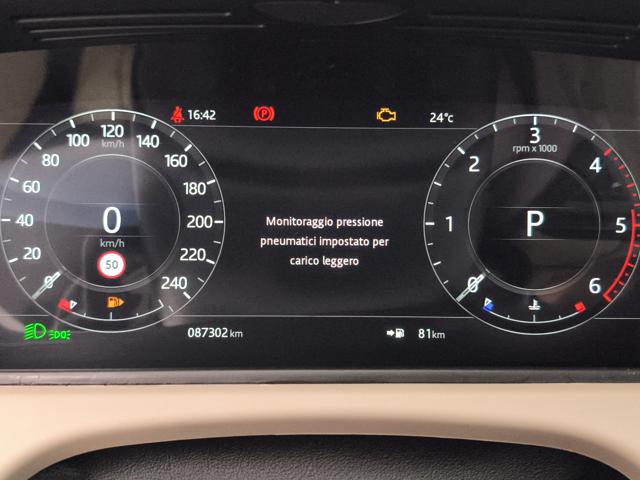 16:42
24°c
0
20
40
60
80
100
120
140
160
180
200
220
240
km/h
0
km/h
50
Monitoraggio pressione
pneumatici impostato per
carico leggero
0
1
2
3
4
5
6
rpm x 1000
P
087302 km
81 km